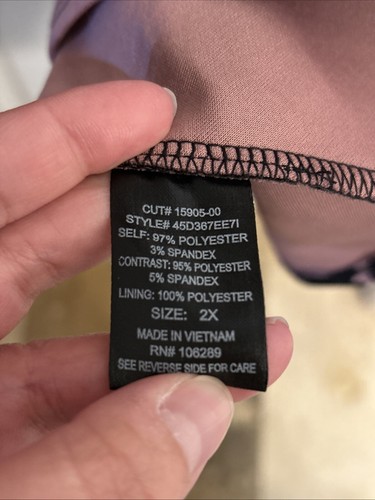 CUT# 15905-00
STYLE# 45D367EE7I
SELF: 97% POLYESTER
3% SPANDEX
CONTRAST: 95% POLYESTER
5% SPANDEX
LINING: 100% POLYESTER
SIZE: 2X
MADE IN VIETNAM
RN# 106289
SEE REVERSE SIDE FOR CARE